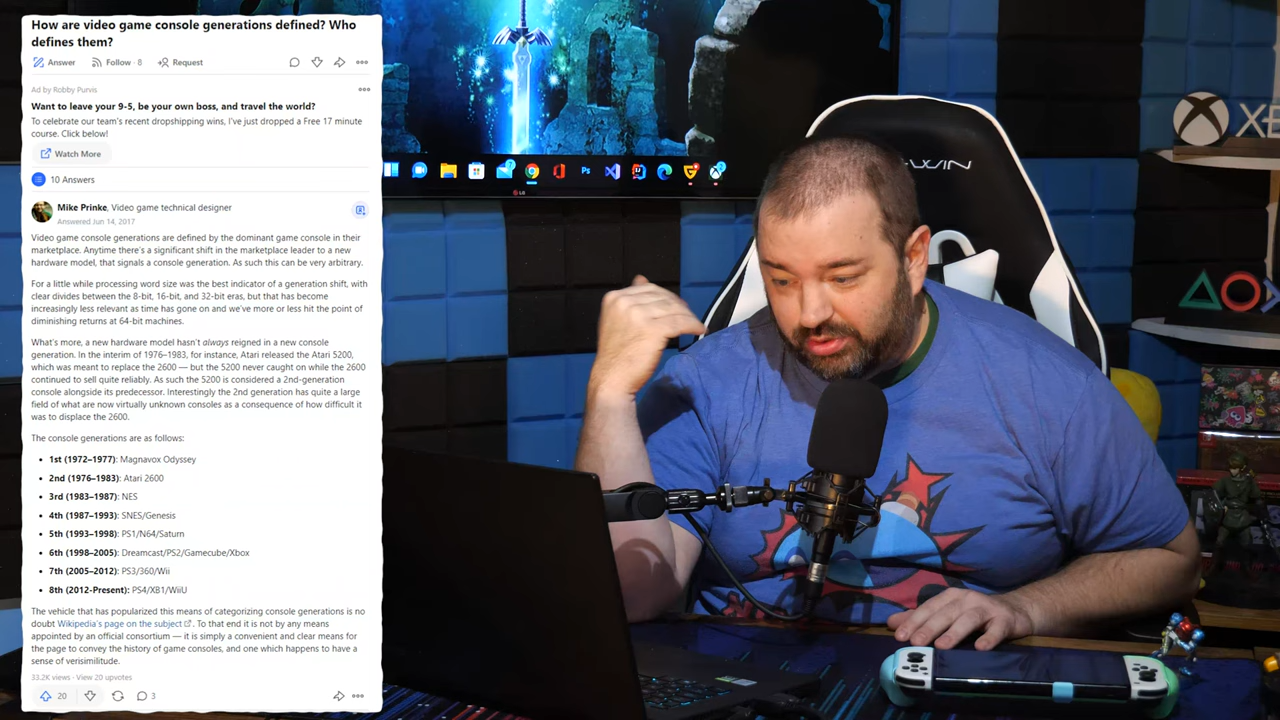 How are video game console generations defined? Who
defines them?
Answer Follow · 8 Request
Ad by Robby Purvis
Want to leave your 9-5, be your own boss, and travel the world?
To celebrate our team's recent dropshipping wins, I've just dropped a Free 17 minute
course. Click below!
Watch More
10 Answers
Mike Prinke, Video game technical designer
Answered Jun 14, 2017
Video game console generations are defined by the dominant game console in their
marketplace. Anytime there's a significant shift in the marketplace leader to a new
hardware model, that signals a console generation. As such this can be very arbitrary.
For a little while processing word size was the best indicator of a generation shift, with
clear divides between the 8-bit, 16-bit, and 32-bit eras, but that has become
increasingly less relevant as time has gone on and we've more or less hit the point of
diminishing returns at 64-bit machines.
What's more, a new hardware model hasn't always reigned in a new console
generation. In the interim of 1976–1983, for instance, Atari released the Atari 5200,
which was meant to replace the 2600 — but the 5200 never caught on while the 2600
continued to sell quite reliably. As such the 5200 is considered a 2nd-generation
console alongside its predecessor. Interestingly the 2nd generation has quite a large
field of what are now virtually unknown consoles as a consequence of how difficult it
was to displace the 2600.
The console generations are as follows:
• 1st (1972–1977): Magnavox Odyssey
• 2nd (1976–1983): Atari 2600
• 3rd (1983–1987): NES
• 4th (1987–1993): SNES/Genesis
• 5th (1993–1998): PS1/N64/Saturn
• 6th (1998–2005): Dreamcast/PS2/Gamecube/Xbox
• 7th (2005–2012): PS3/360/Wii
• 8th (2012-Present): PS4/XB1/WiiU
The vehicle that has popularized this means of categorizing console generations is no
doubt Wikipedia's page on the subject. To that end it is not by any means
appointed by an official consortium — it is simply a convenient and clear means for
the page to convey the history of game consoles, and one which happens to have a
sense of verisimilitude.
33.2K views · View 20 upvotes
20 3
Ps
LG
WIN
XB